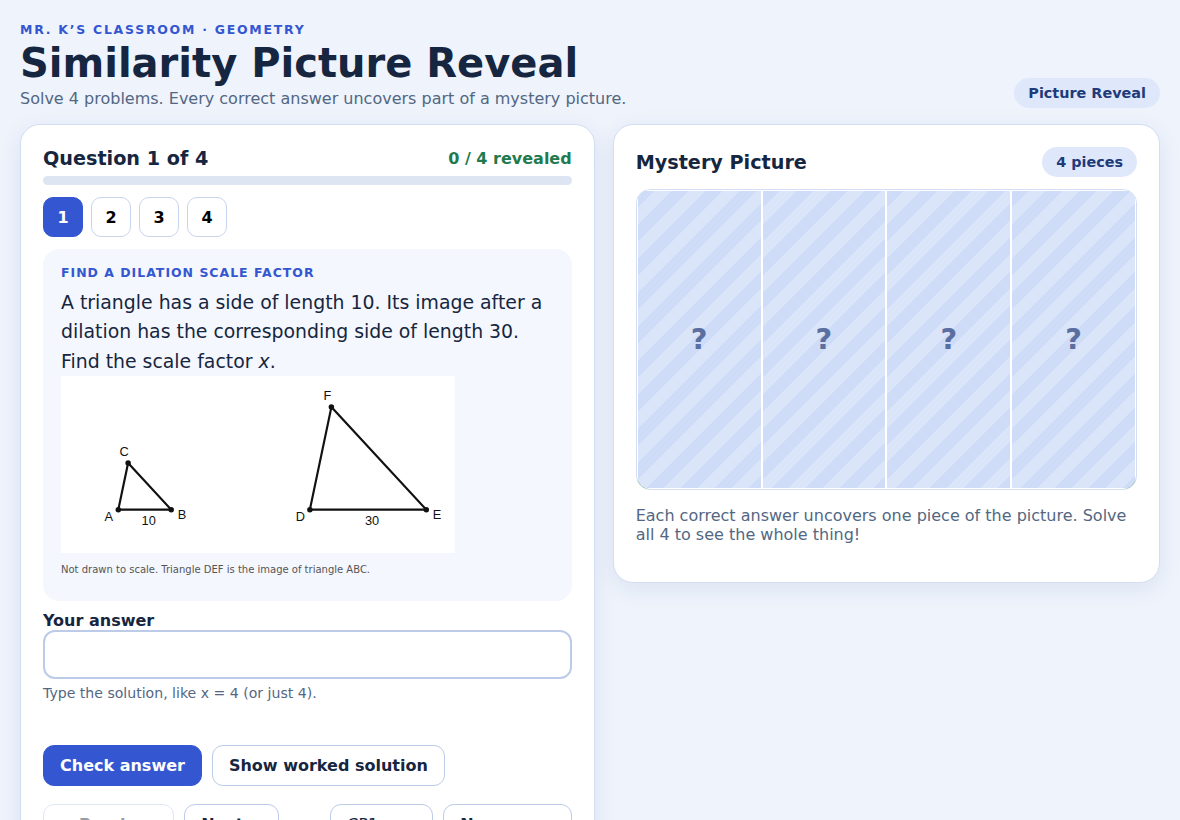 MR. K’S CLASSROOM · GEOMETRY
Similarity Picture Reveal
Solve 4 problems. Every correct answer uncovers part of a mystery picture.
Picture Reveal
Question 1 of 4
0 / 4 revealed
1 2 3 4
FIND A DILATION SCALE FACTOR
A triangle has a side of length 10. Its image after a
dilation has the corresponding side of length 30.
Find the scale factor x.
F
C
A 10 B
D 30 E
Not drawn to scale. Triangle DEF is the image of triangle ABC.
Your answer
Type the solution, like x = 4 (or just 4).
Check answer
Show worked solution
Mystery Picture
4 pieces
? ? ? ?
Each correct answer uncovers one piece of the picture. Solve
all 4 to see the whole thing!